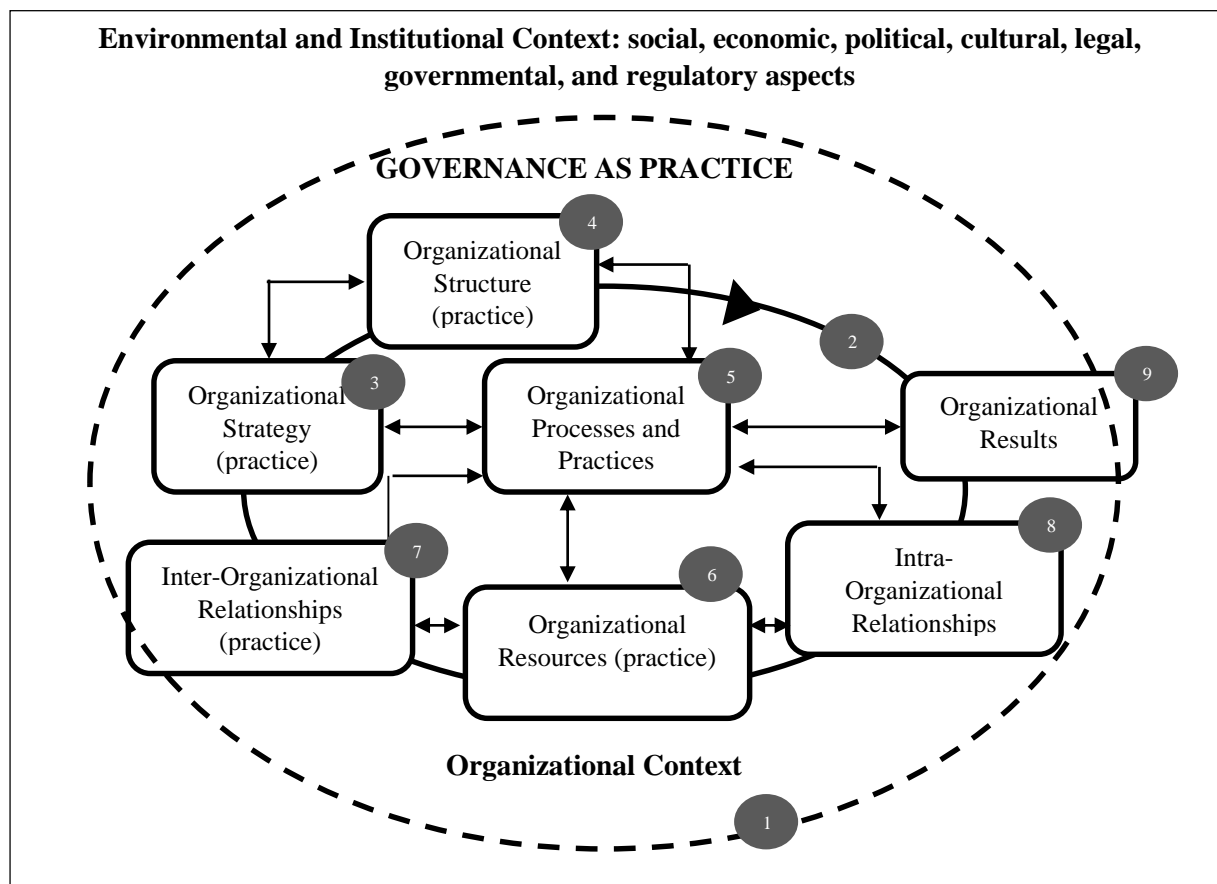 Environmental and Institutional Context: social, economic, political, cultural, legal,
governmental, and regulatory aspects
GOVERNANCE AS PRACTICE
4
Organizational
Structure
(practice)
2
3
Organizational
Strategy
(practice)
5
Organizational
Processes and
Practices
9
Organizational
Results
7
Inter-Organizational
Relationships
(practice)
6
Organizational
Resources (practice)
8
Intra-
Organizational
Relationships
Organizational Context
1